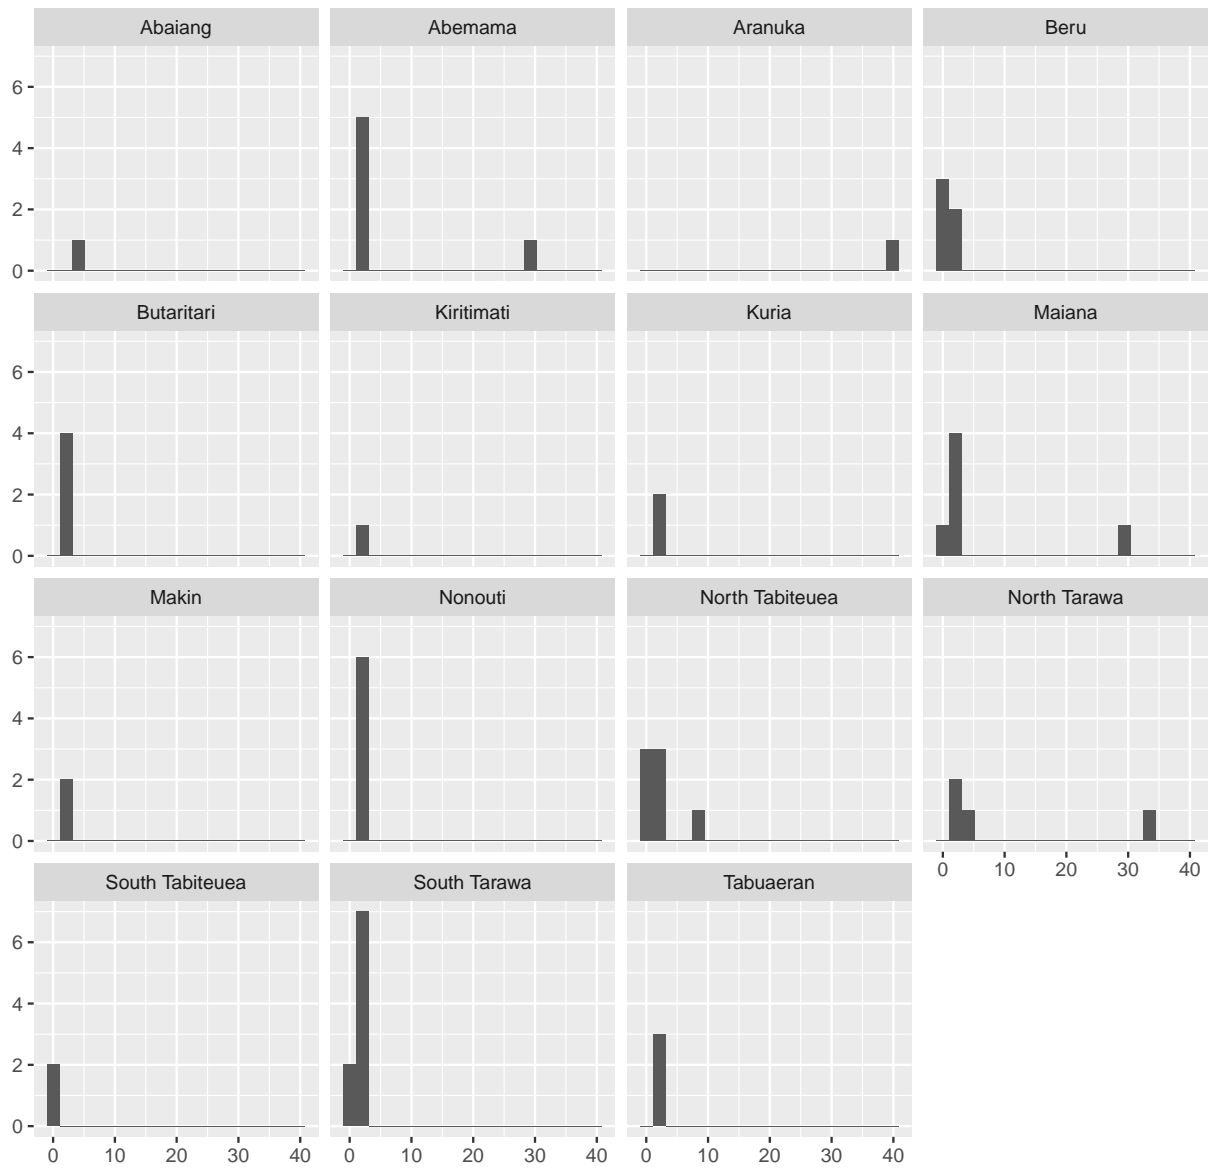 Abaiang Abemama Aranuka Beru
6
4
2
0
Butaritari Kiritimati Kuria Maiana
6
4
2
0
Makin Nonouti North Tabiteuea North Tarawa
6
4
2
0
0 10 20 30 40
South Tabiteuea South Tarawa Tabuaeran
6
4
2
0
0 10 20 30 40 0 10 20 30 40 0 10 20 30 40